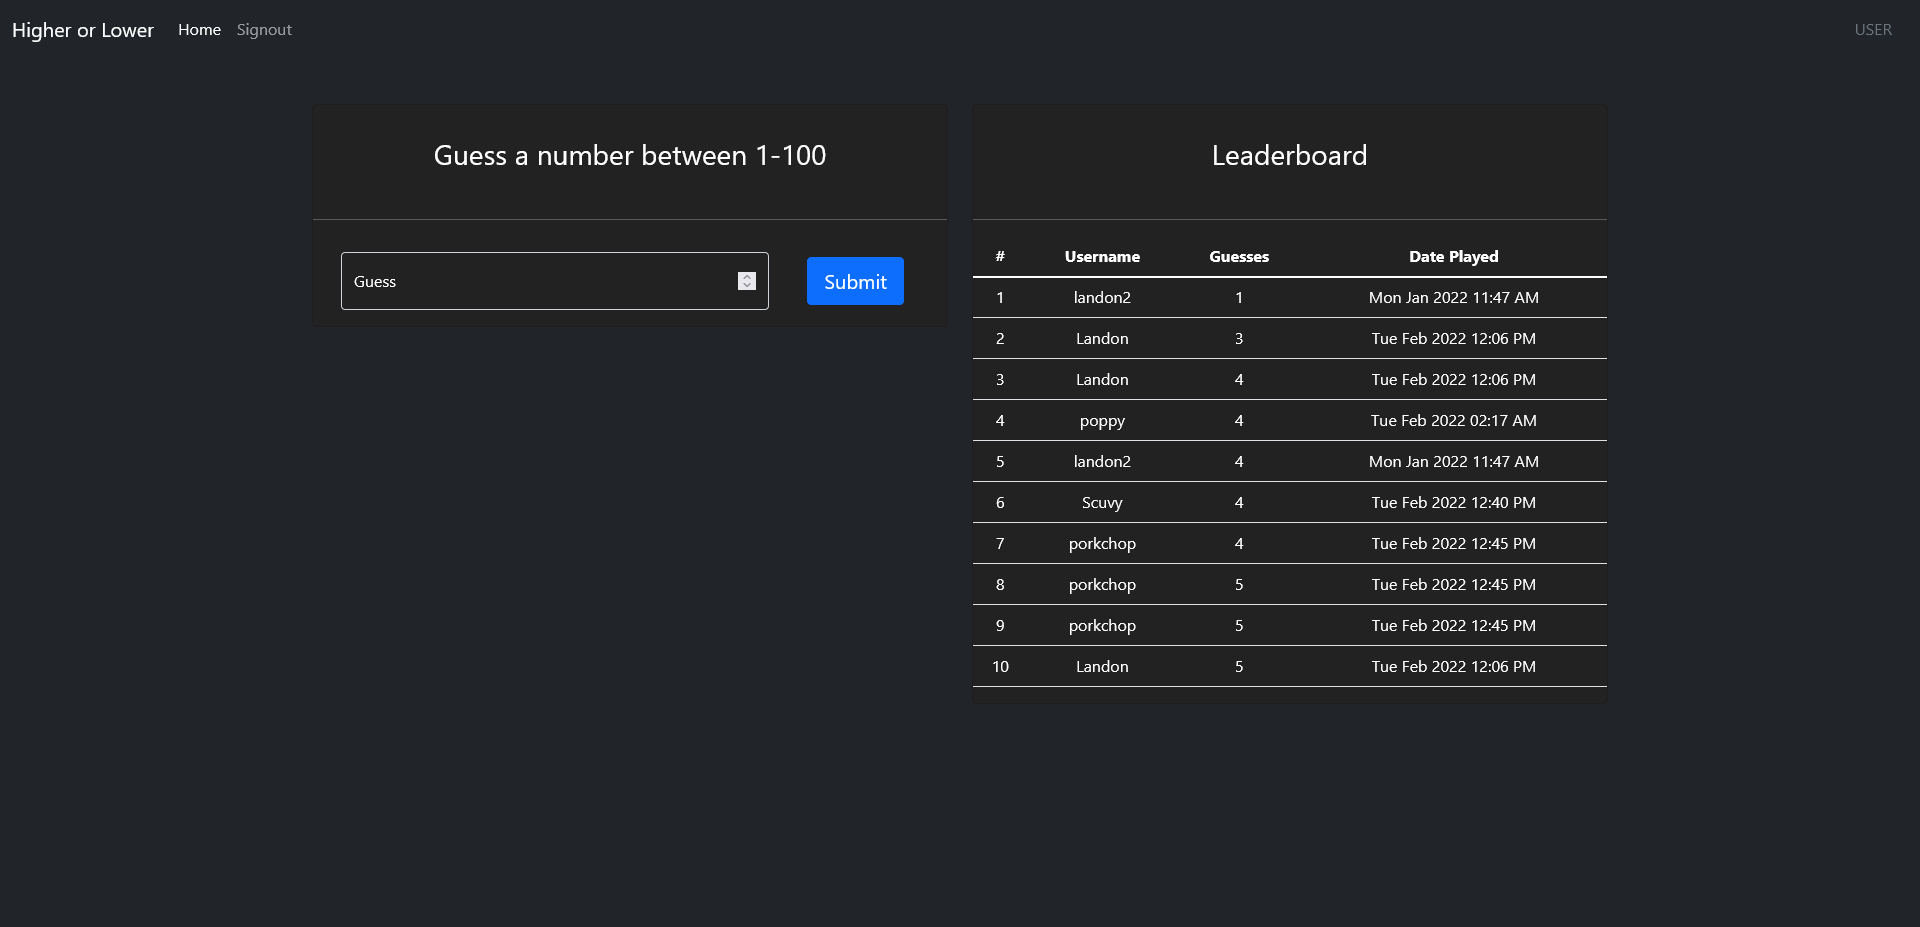 Higher or Lower Home Signout USER
Guess a number between 1-100
Guess
Submit
Leaderboard
# Username Guesses Date Played
1 landon2 1 Mon Jan 2022 11:47 AM
2 Landon 3 Tue Feb 2022 12:06 PM
3 Landon 4 Tue Feb 2022 12:06 PM
4 poppy 4 Tue Feb 2022 02:17 AM
5 landon2 4 Mon Jan 2022 11:47 AM
6 Scuvy 4 Tue Feb 2022 12:40 PM
7 porkchop 4 Tue Feb 2022 12:45 PM
8 porkchop 5 Tue Feb 2022 12:45 PM
9 porkchop 5 Tue Feb 2022 12:45 PM
10 Landon 5 Tue Feb 2022 12:06 PM